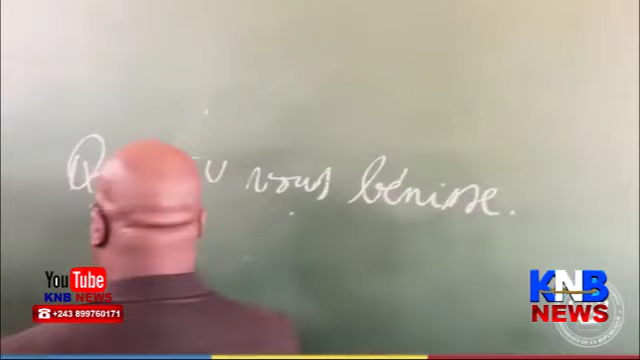 vous bénisse.
YouTube
KNB NEWS
+243 899760171
KNB
NEWS